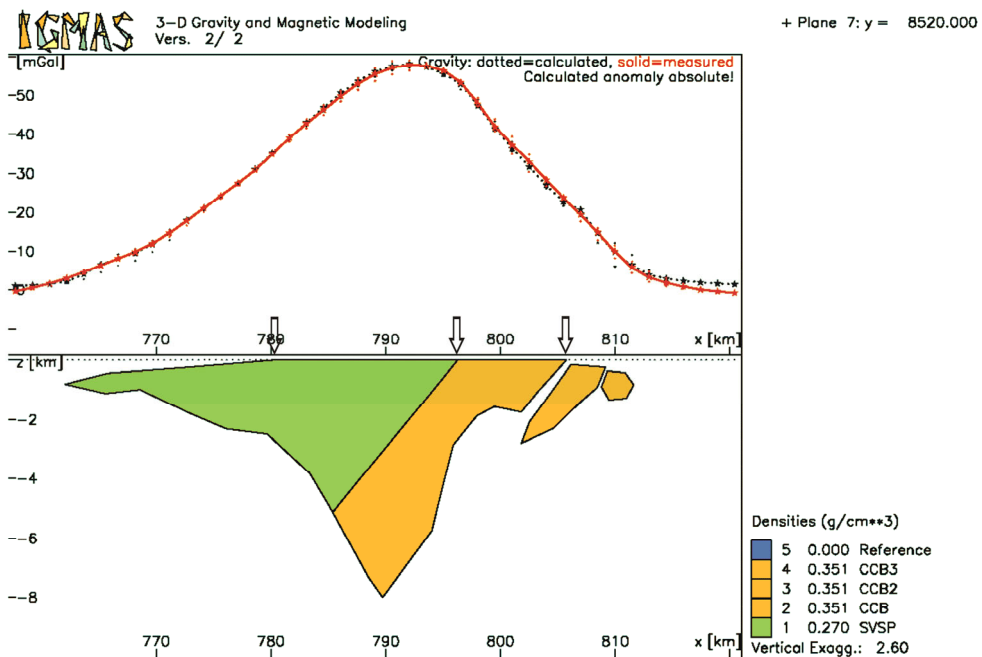 IGMAS
3-D Gravity and Magnetic Modeling
Vers. 2/ 2
+ Plane 7: y = 8520.000
[mGal]
Gravity: dotted=calculated, solid=measured
Calculated anomaly absolute!
50
40
30
20
10
0
770 780 790 800 810 x [km]
z [km]
-2
-4
-6
-8
770 780 790 800 810 x [km]
Densities (g/cm**3)
5 0.000 Reference
4 0.351 CCB3
3 0.351 CCB2
2 0.351 CCB
1 0.270 SVSP
Vertical Exagg.: 2.60